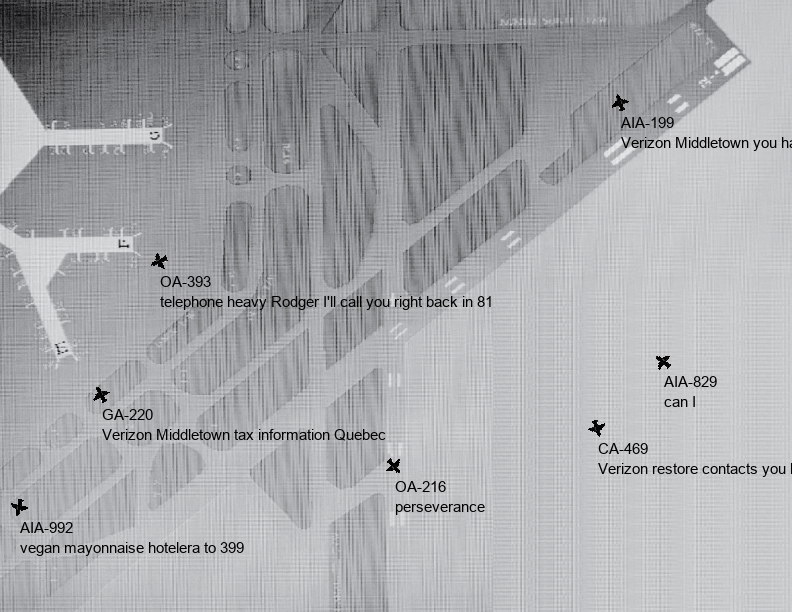 AIA-199
Verizon Middletown you
OA-393
telephone heavy Rodger I'll call you right back in 81
AIA-829
can I
GA-220
Verizon Middletown tax information Quebec
CA-469
Verizon restore contacts you
OA-216
perseverance
AIA-992
vegan mayonnaise hotelera to 399